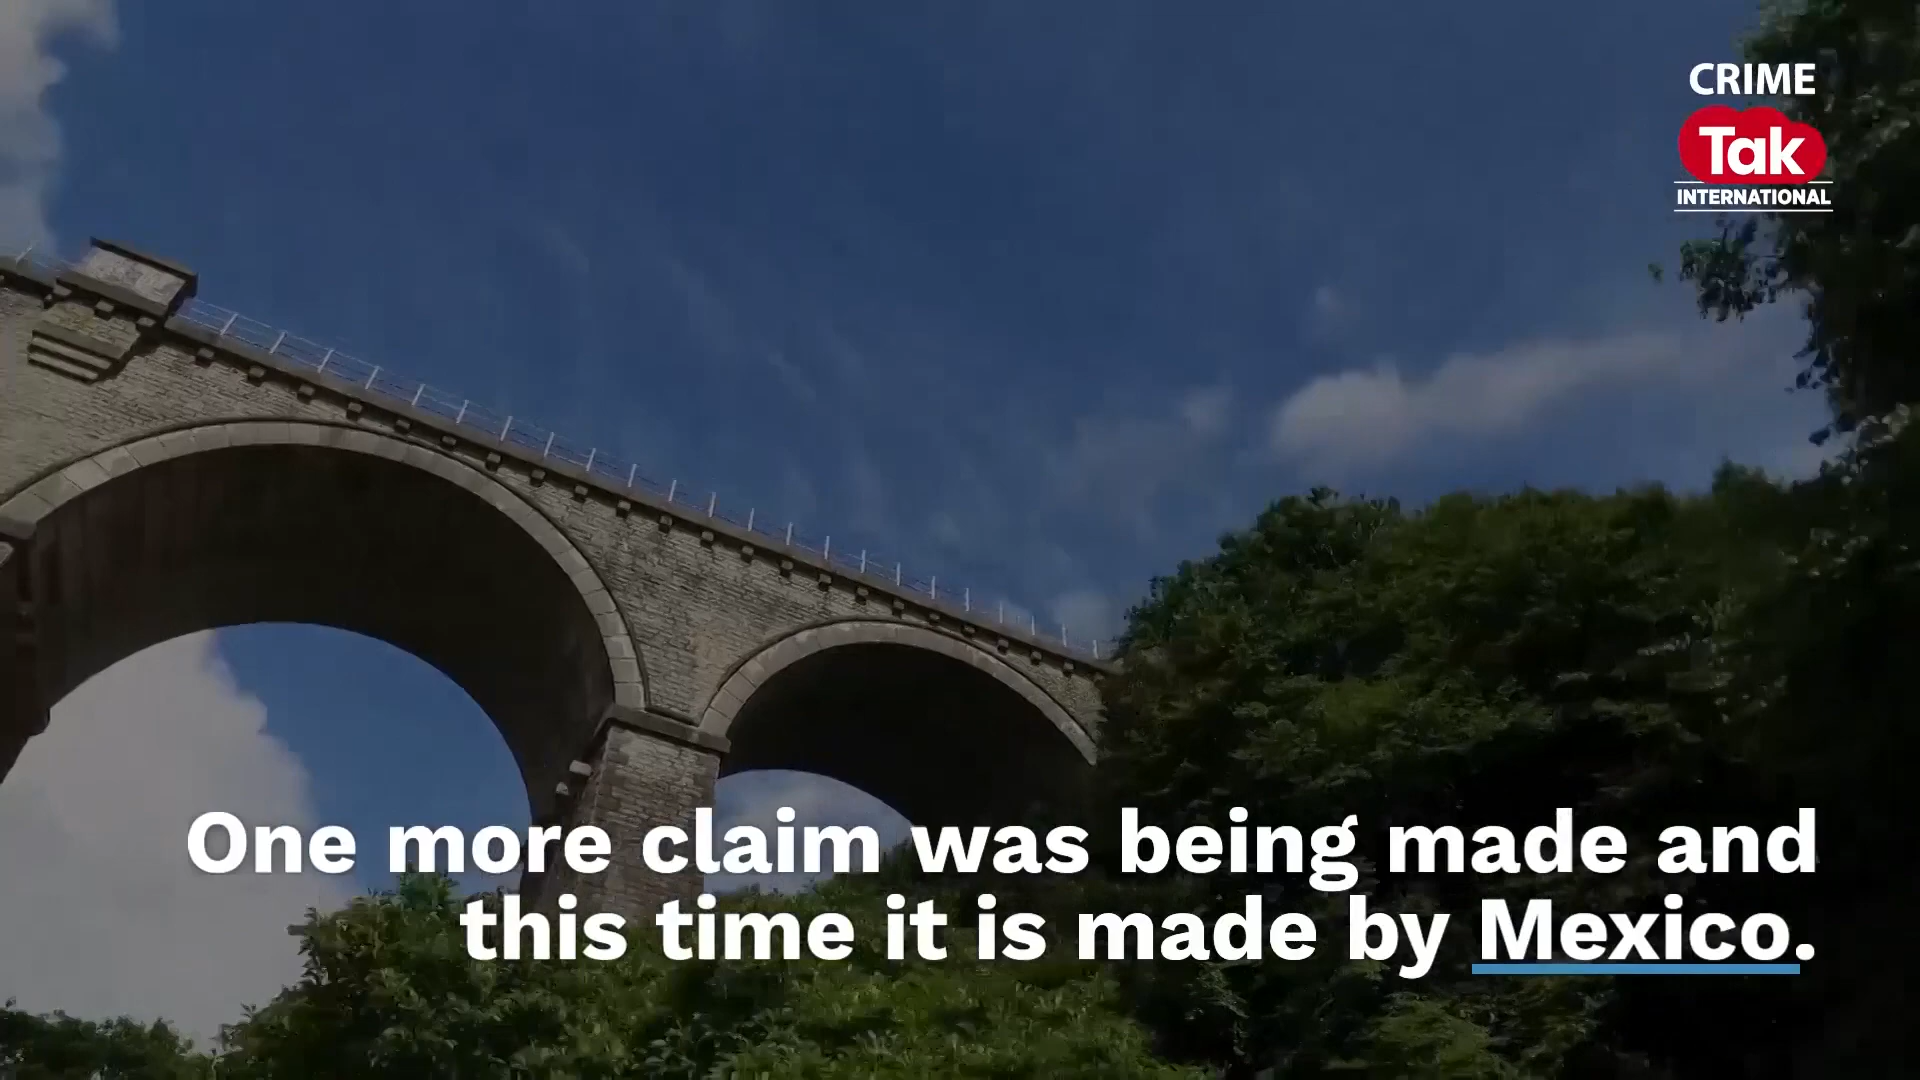 CRIME
Tak
INTERNATIONAL
One more claim was being made and
this time it is made by Mexico.